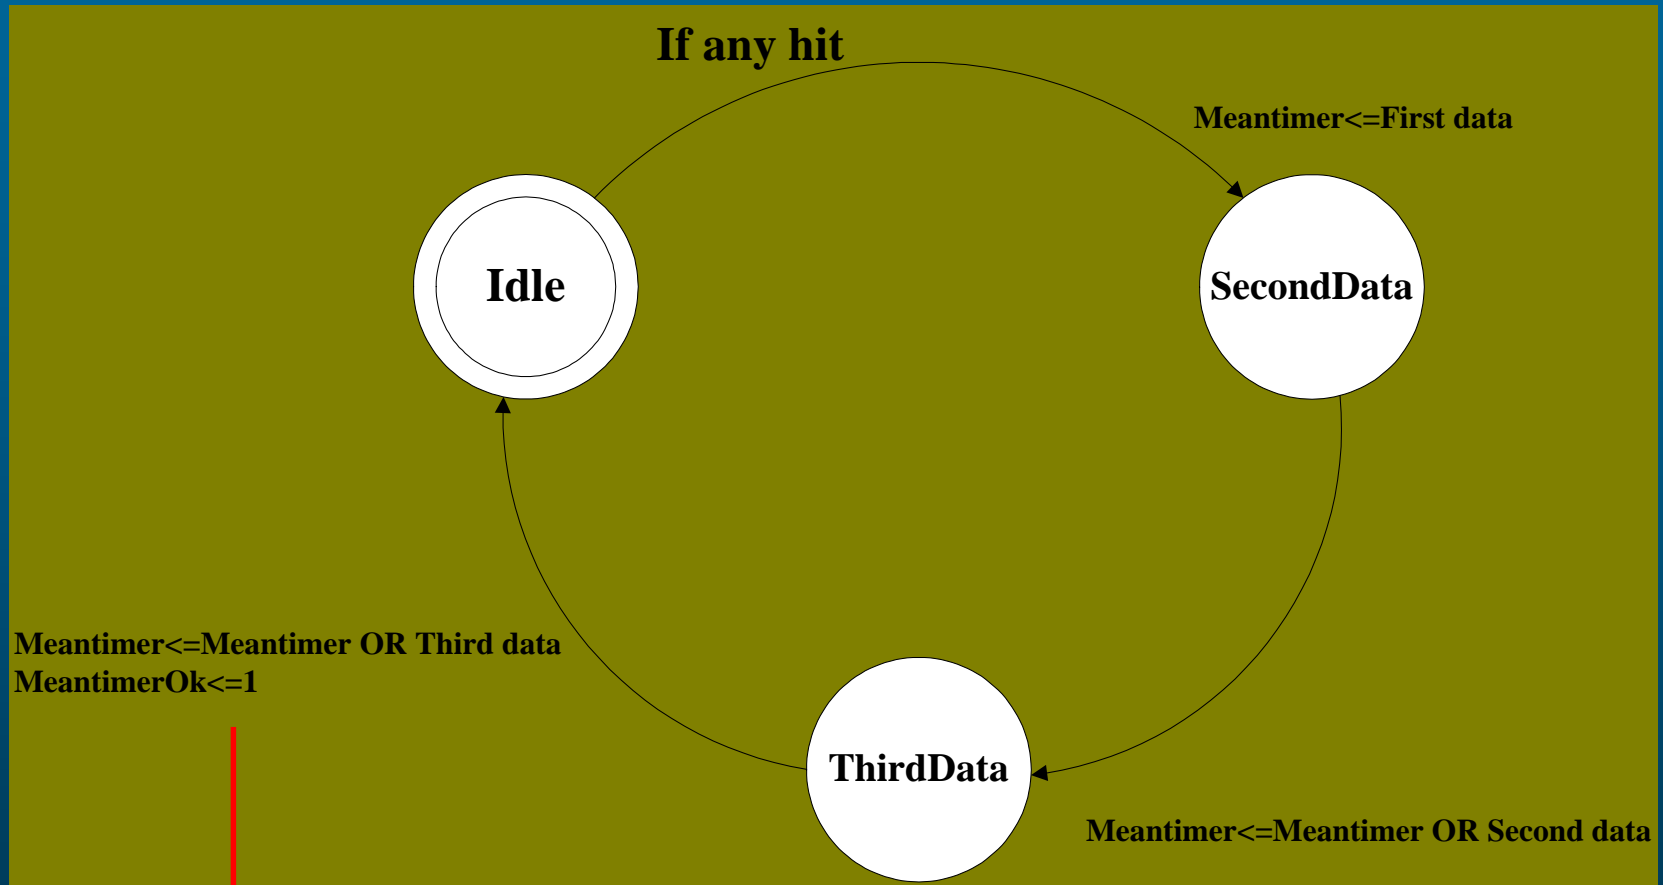 If any hit
Meantimer<=First data
Idle
SecondData
Meantimer<=Meantimer OR Third data
MeantimerOk<=1
ThirdData
Meantimer<=Meantimer OR Second data